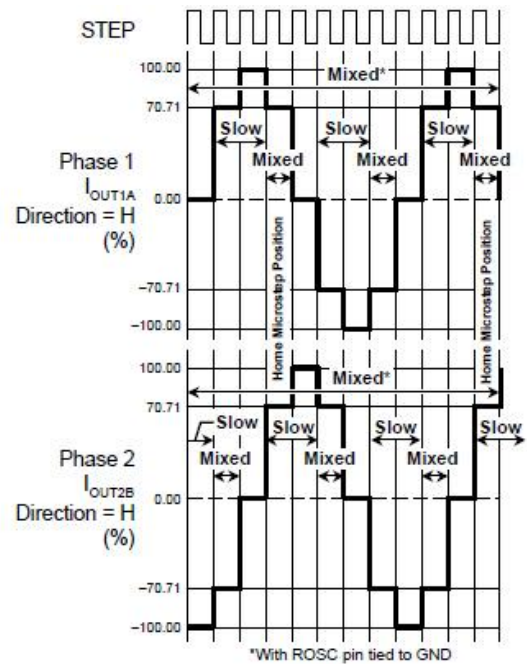 STEP
100.00
Mixed*
70.71
Slow
Slow
Slow
Mixed
Mixed
Mixed
Phase 1
IOUT1A
Direction = H
(%)
0.00
Home Microstep Position
Home Microstep Position
–70.71
–100.00
100.00
Mixed*
70.71
Slow
Slow
Slow
Slow
Mixed
Mixed
Mixed
Phase 2
IOUT2B
Direction = H
(%)
0.00
–70.71
–100.00
*With ROSC pin tied to GND